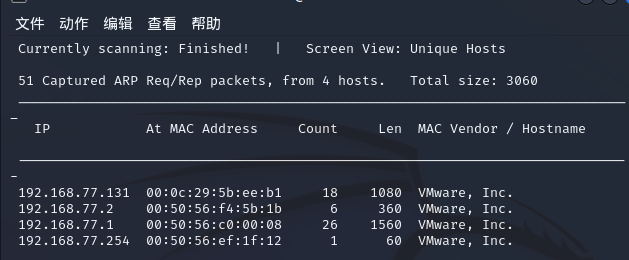 文件 动作 编辑 查看 帮助
Currently scanning: Finished!   |   Screen View: Unique Hosts
51 Captured ARP Req/Rep packets, from 4 hosts.   Total size: 3060
_____________________________________________________________________________
IP            At MAC Address     Count     Len  MAC Vendor / Hostname
-----------------------------------------------------------------------------
192.168.77.131  00:0c:29:5b:ee:b1     18    1080  VMware, Inc.
192.168.77.2    00:50:56:f4:5b:1b      6     360  VMware, Inc.
192.168.77.1    00:50:56:c0:00:08     26    1560  VMware, Inc.
192.168.77.254  00:50:56:ef:1f:12      1      60  VMware, Inc.